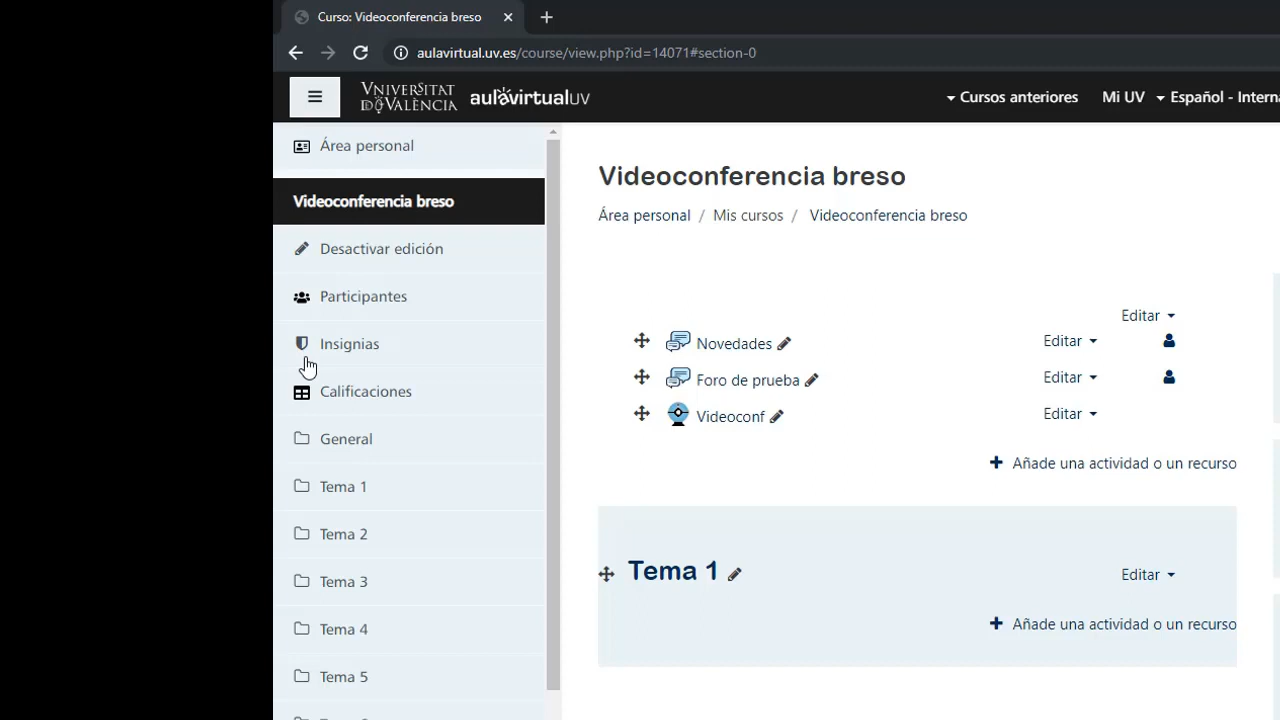 Curso: Videoconferencia breso
aulavirtual.uv.es/course/view.php?id=14071#section-0
VNIVERSITAT
D VALÈNCIA
aulavirtualUV
Cursos anteriores
Mi UV
Español - Interna
Área personal
Videoconferencia breso
Desactivar edición
Participantes
Insignias
Calificaciones
General
Tema 1
Tema 2
Tema 3
Tema 4
Tema 5
Videoconferencia breso
Área personal / Mis cursos / Videoconferencia breso
Editar
Novedades Editar
Foro de prueba Editar
Videoconf Editar
Añade una actividad o un recurso
Tema 1 Editar
Añade una actividad o un recurso